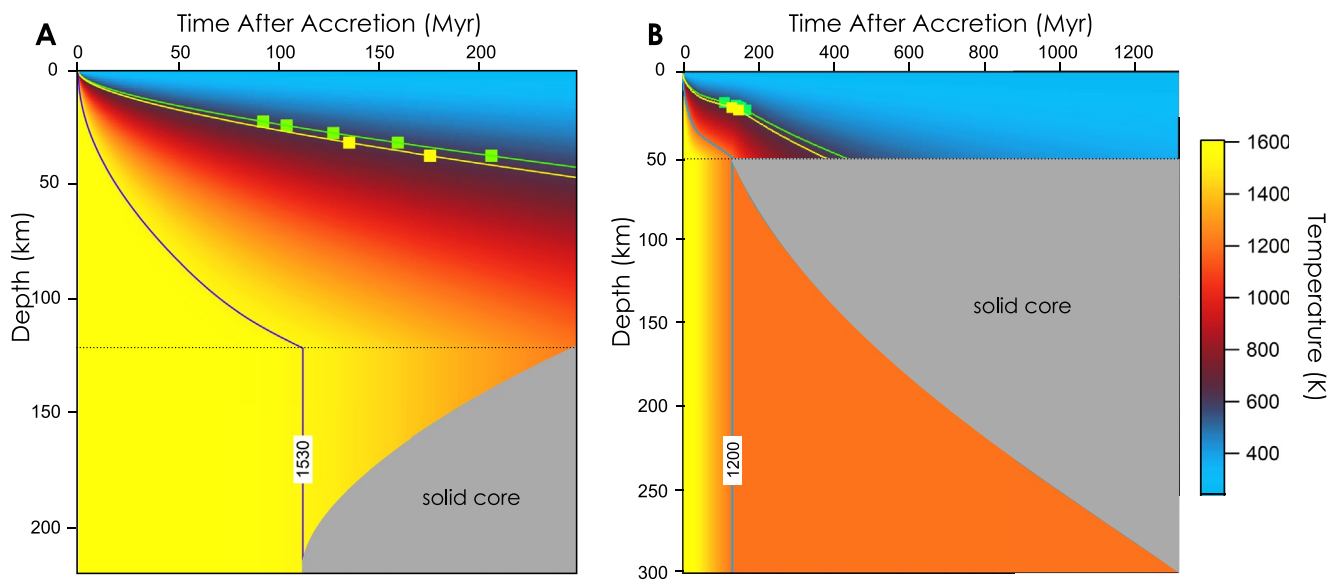 A
Time After Accretion (Myr)
0 50 100 150 200
Depth (km)
0
50
100
150
200
1530
solid core
B
Time After Accretion (Myr)
0 200 400 600 800 1000 1200
Depth (km)
0
50
100
150
200
250
300
1200
solid core
1600
1400
1200
1000
800
600
400
Temperature (K)